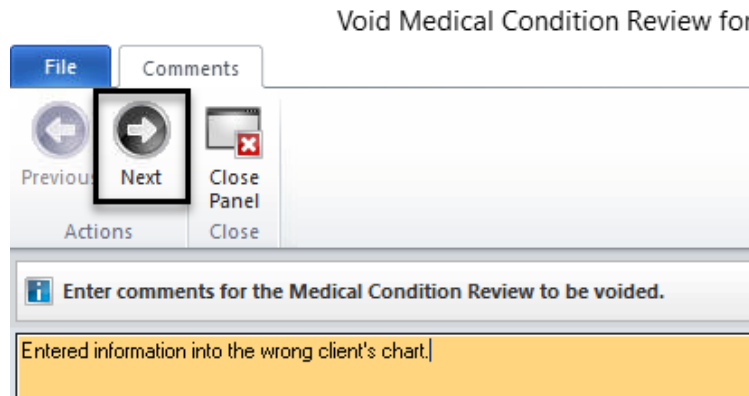 Void Medical Condition Review for
File
Comments
Previous
Next
Close
Panel
Actions
Close
Enter comments for the Medical Condition Review to be voided.
Entered information into the wrong client's chart.